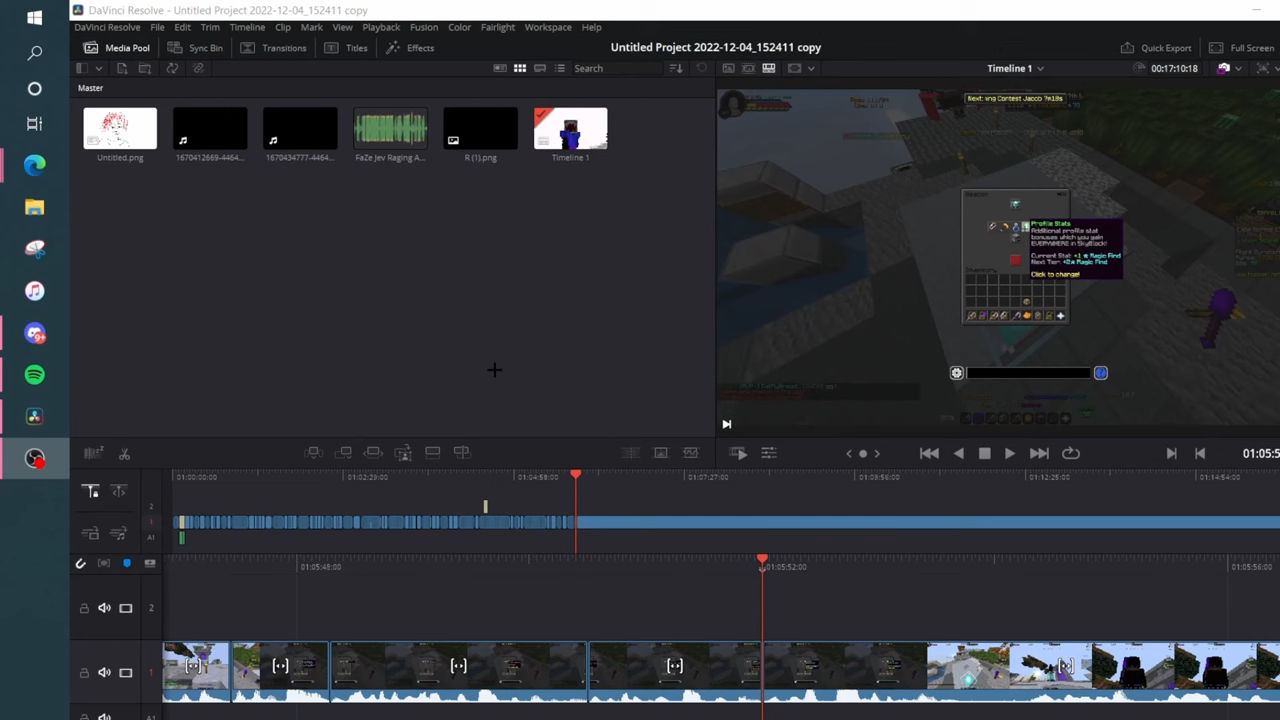 DaVinci Resolve - Untitled Project 2022-12-04_152411 copy
DaVinci Resolve File Edit Trim Timeline Clip Mark View Playback Fusion Color Fairlight Workspace Help
Media Pool Sync Bin Transitions Titles Effects Untitled Project 2022-12-04_152411 copy Quick Export Full Screen
Search Timeline 1 00:17:10:18
Master
Untitled.png 1670412669-4464... 1670434777-4464... FaZe Jev Raging A... R (1).png Timeline 1
Next:
Contest Jacob 7m18s
Beacon
Profile Stats
Additional profile stat
bonuses which you gain
EVERYWHERE in SkyBlock!
Current Stat: +1 ✯ Magic Find
Next Tier: +2✯ Magic Find
Click to change!
Inventory
01:05:5
01:00:00:00 01:02:29:00 01:04:58:00 01:07:27:00 01:09:56:00 01:12:25:00 01:14:54:00
2
1
A1
01:05:48:00 01:05:52:00 01:05:56:00
2
1
A1